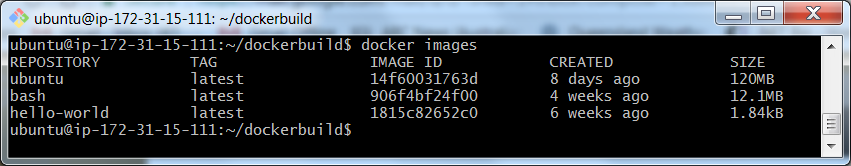 ubuntu@ip-172-31-15-111: ~/dockerbuild
ubuntu@ip-172-31-15-111:~/dockerbuild$ docker images
REPOSITORY TAG IMAGE ID CREATED SIZE
ubuntu latest 14f60031763d 8 days ago 120MB
bash latest 906f4bf24f00 4 weeks ago 12.1MB
hello-world latest 1815c82652c0 6 weeks ago 1.84kB
ubuntu@ip-172-31-15-111:~/dockerbuild$